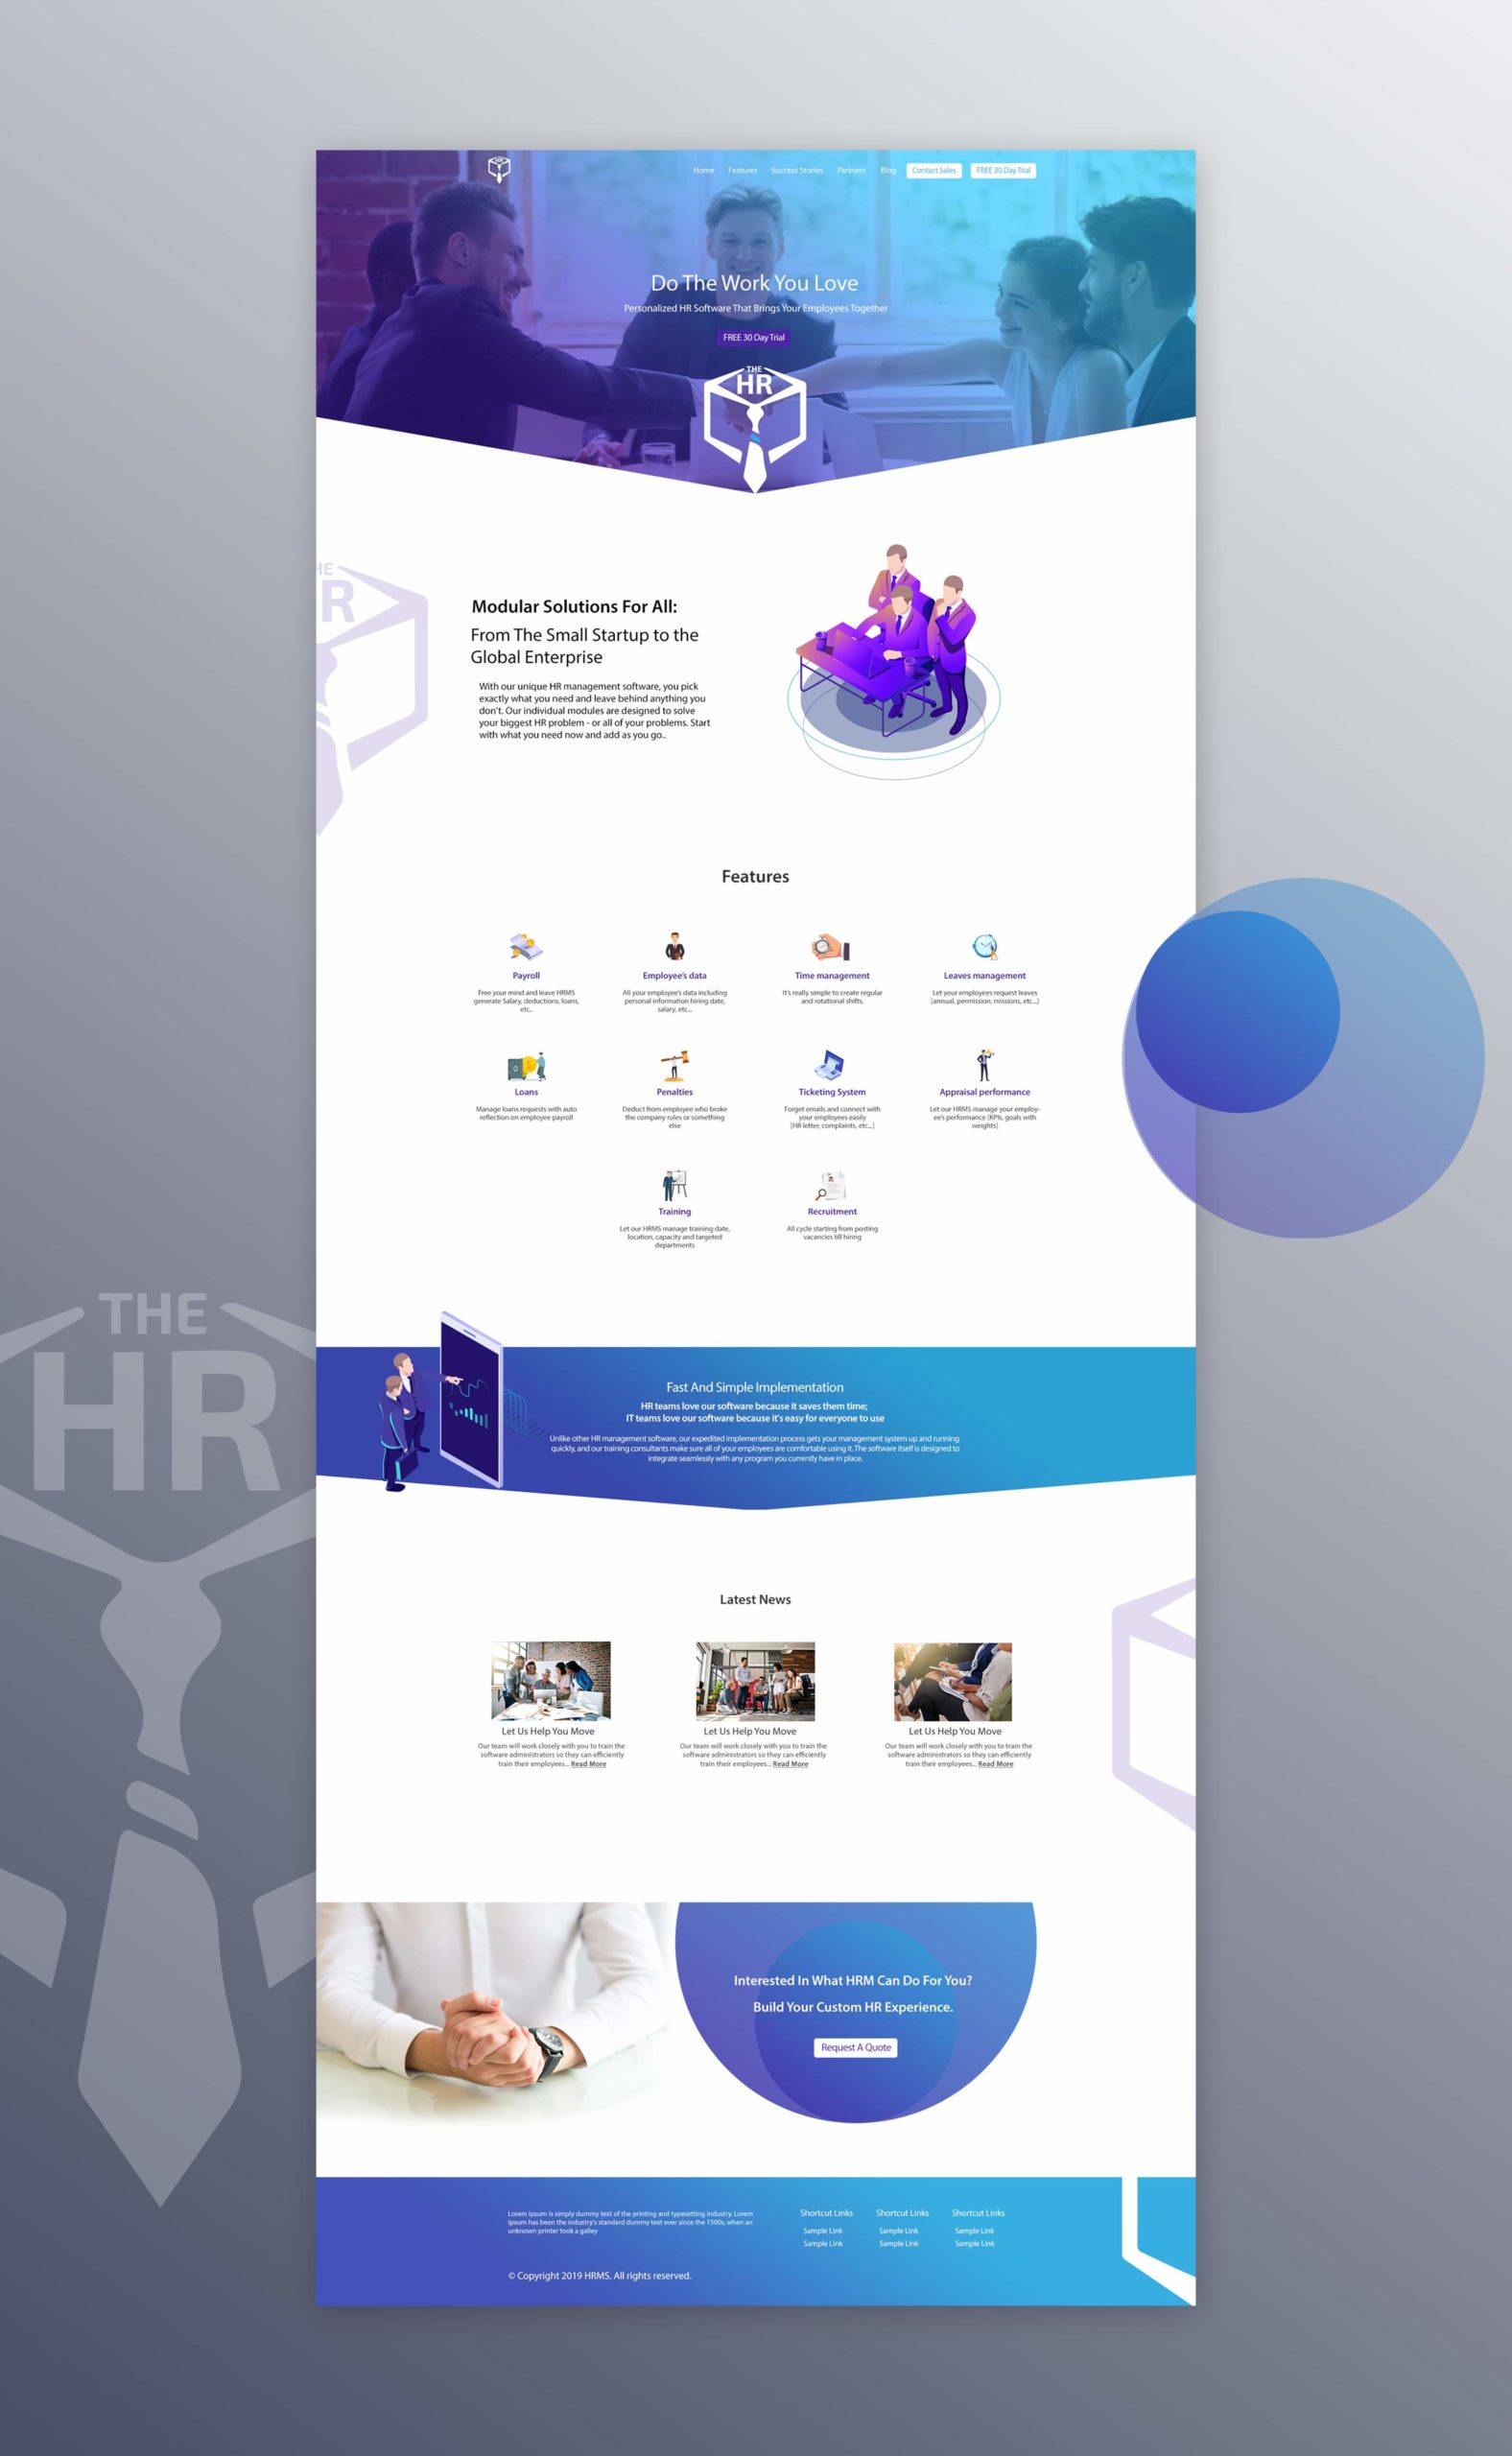 HR
Home Features Success Stories Partners Blog Contact Sales FREE 30 Day Trial
Do The Work You Love
Personalized HR Software That Brings Your Employees Together
FREE 30 Day Trial
THE
HR
HE
R
Modular Solutions For All:
From The Small Startup to the
Global Enterprise
With our unique HR management software, you pick
exactly what you need and leave behind anything you
don't. Our individual modules are designed to solve
your biggest HR problem - or all of your problems. Start
with what you need now and add as you go..
Features
Payroll
Free your mind and leave HRMS
generate Salary, deductions, loans,
etc..
Employee's data
All your employee's data including
personal information hiring date,
salary, etc...
Time management
It's really simple to create regular
and rotational shifts.
Leaves management
Let your employees request leaves
[annual, permission, missions, etc...]
Loans
Manage loans requests with auto
reflection on employee payroll
Penalties
Deduct from employee who broke
the company rules or something
else
Ticketing System
Forget emails and connect with
your employees easily
[HR letter, complaints, etc...]
Appraisal performance
Let our HRMS manage your employ-
ee's performance [KPIs, goals with
weights]
Training
Let our HRMS manage training date,
location, capacity and targeted
departments
Recruitment
All cycle starting from posting
vacancies till hiring
THE
HR
Fast And Simple Implementation
HR teams love our software because it saves them time;
IT teams love our software because it's easy for everyone to use
Unlike other HR management software, our expedited implementation process gets your management system up and running
quickly, and our training consultants make sure all of your employees are comfortable using it. The software itself is designed to
integrate seamlessly with any program you currently have in place.
Latest News
Let Us Help You Move
Our team will work closely with you to train the
software administrators so they can efficiently
train their employees... Read More
Let Us Help You Move
Our team will work closely with you to train the
software administrators so they can efficiently
train their employees... Read More
Let Us Help You Move
Our team will work closely with you to train the
software administrators so they can efficiently
train their employees... Read More
Interested In What HRM Can Do For You?
Build Your Custom HR Experience.
Request A Quote
Lorem Ipsum is simply dummy text of the printing and typesetting industry. Lorem
Ipsum has been the industry's standard dummy text ever since the 1500s, when an
unknown printer took a galley
Shortcut Links
Sample Link
Sample Link
Shortcut Links
Sample Link
Sample Link
Shortcut Links
Sample Link
Sample Link
© Copyright 2019 HRMS. All rights reserved.